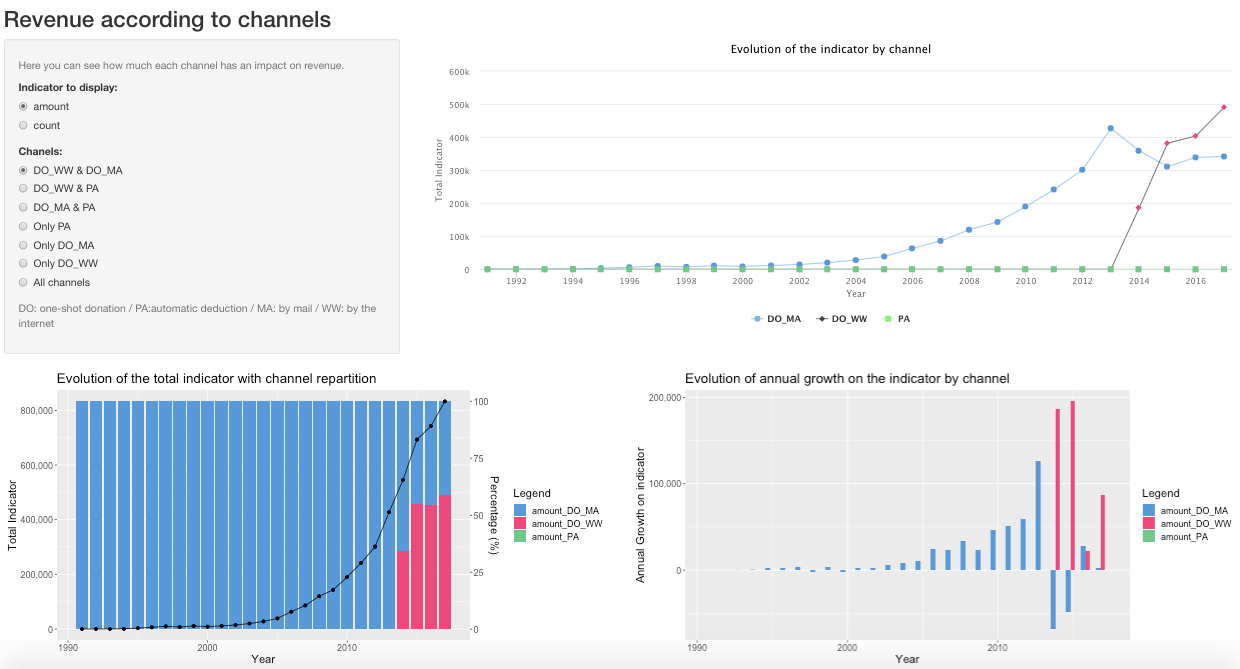 Revenue according to channels
Here you can see how much each channel has an impact on revenue.
Indicator to display:
amount
count
Chanels:
DO_WW & DO_MA
DO_WW & PA
DO_MA & PA
Only PA
Only DO_MA
Only DO_WW
All channels
DO: one-shot donation / PA:automatic deduction / MA: by mail / WW: by the
internet
Evolution of the indicator by channel
Total Indicator
600k
500k
400k
300k
200k
100k
0
1992 1994 1996 1998 2000 2002 2004 2006 2008 2010 2012 2014 2016
Year
DO_MA DO_WW PA
Evolution of the total indicator with channel repartition
Total Indicator
800,000
600,000
400,000
200,000
0
100
75
50
25
0
Percentage (%)
1990 2000 2010
Year
Legend
amount_DO_MA
amount_DO_WW
amount_PA
Evolution of annual growth on the indicator by channel
Annual Growth on indicator
200,000
100,000
0
1990 2000 2010
Year
Legend
amount_DO_MA
amount_DO_WW
amount_PA